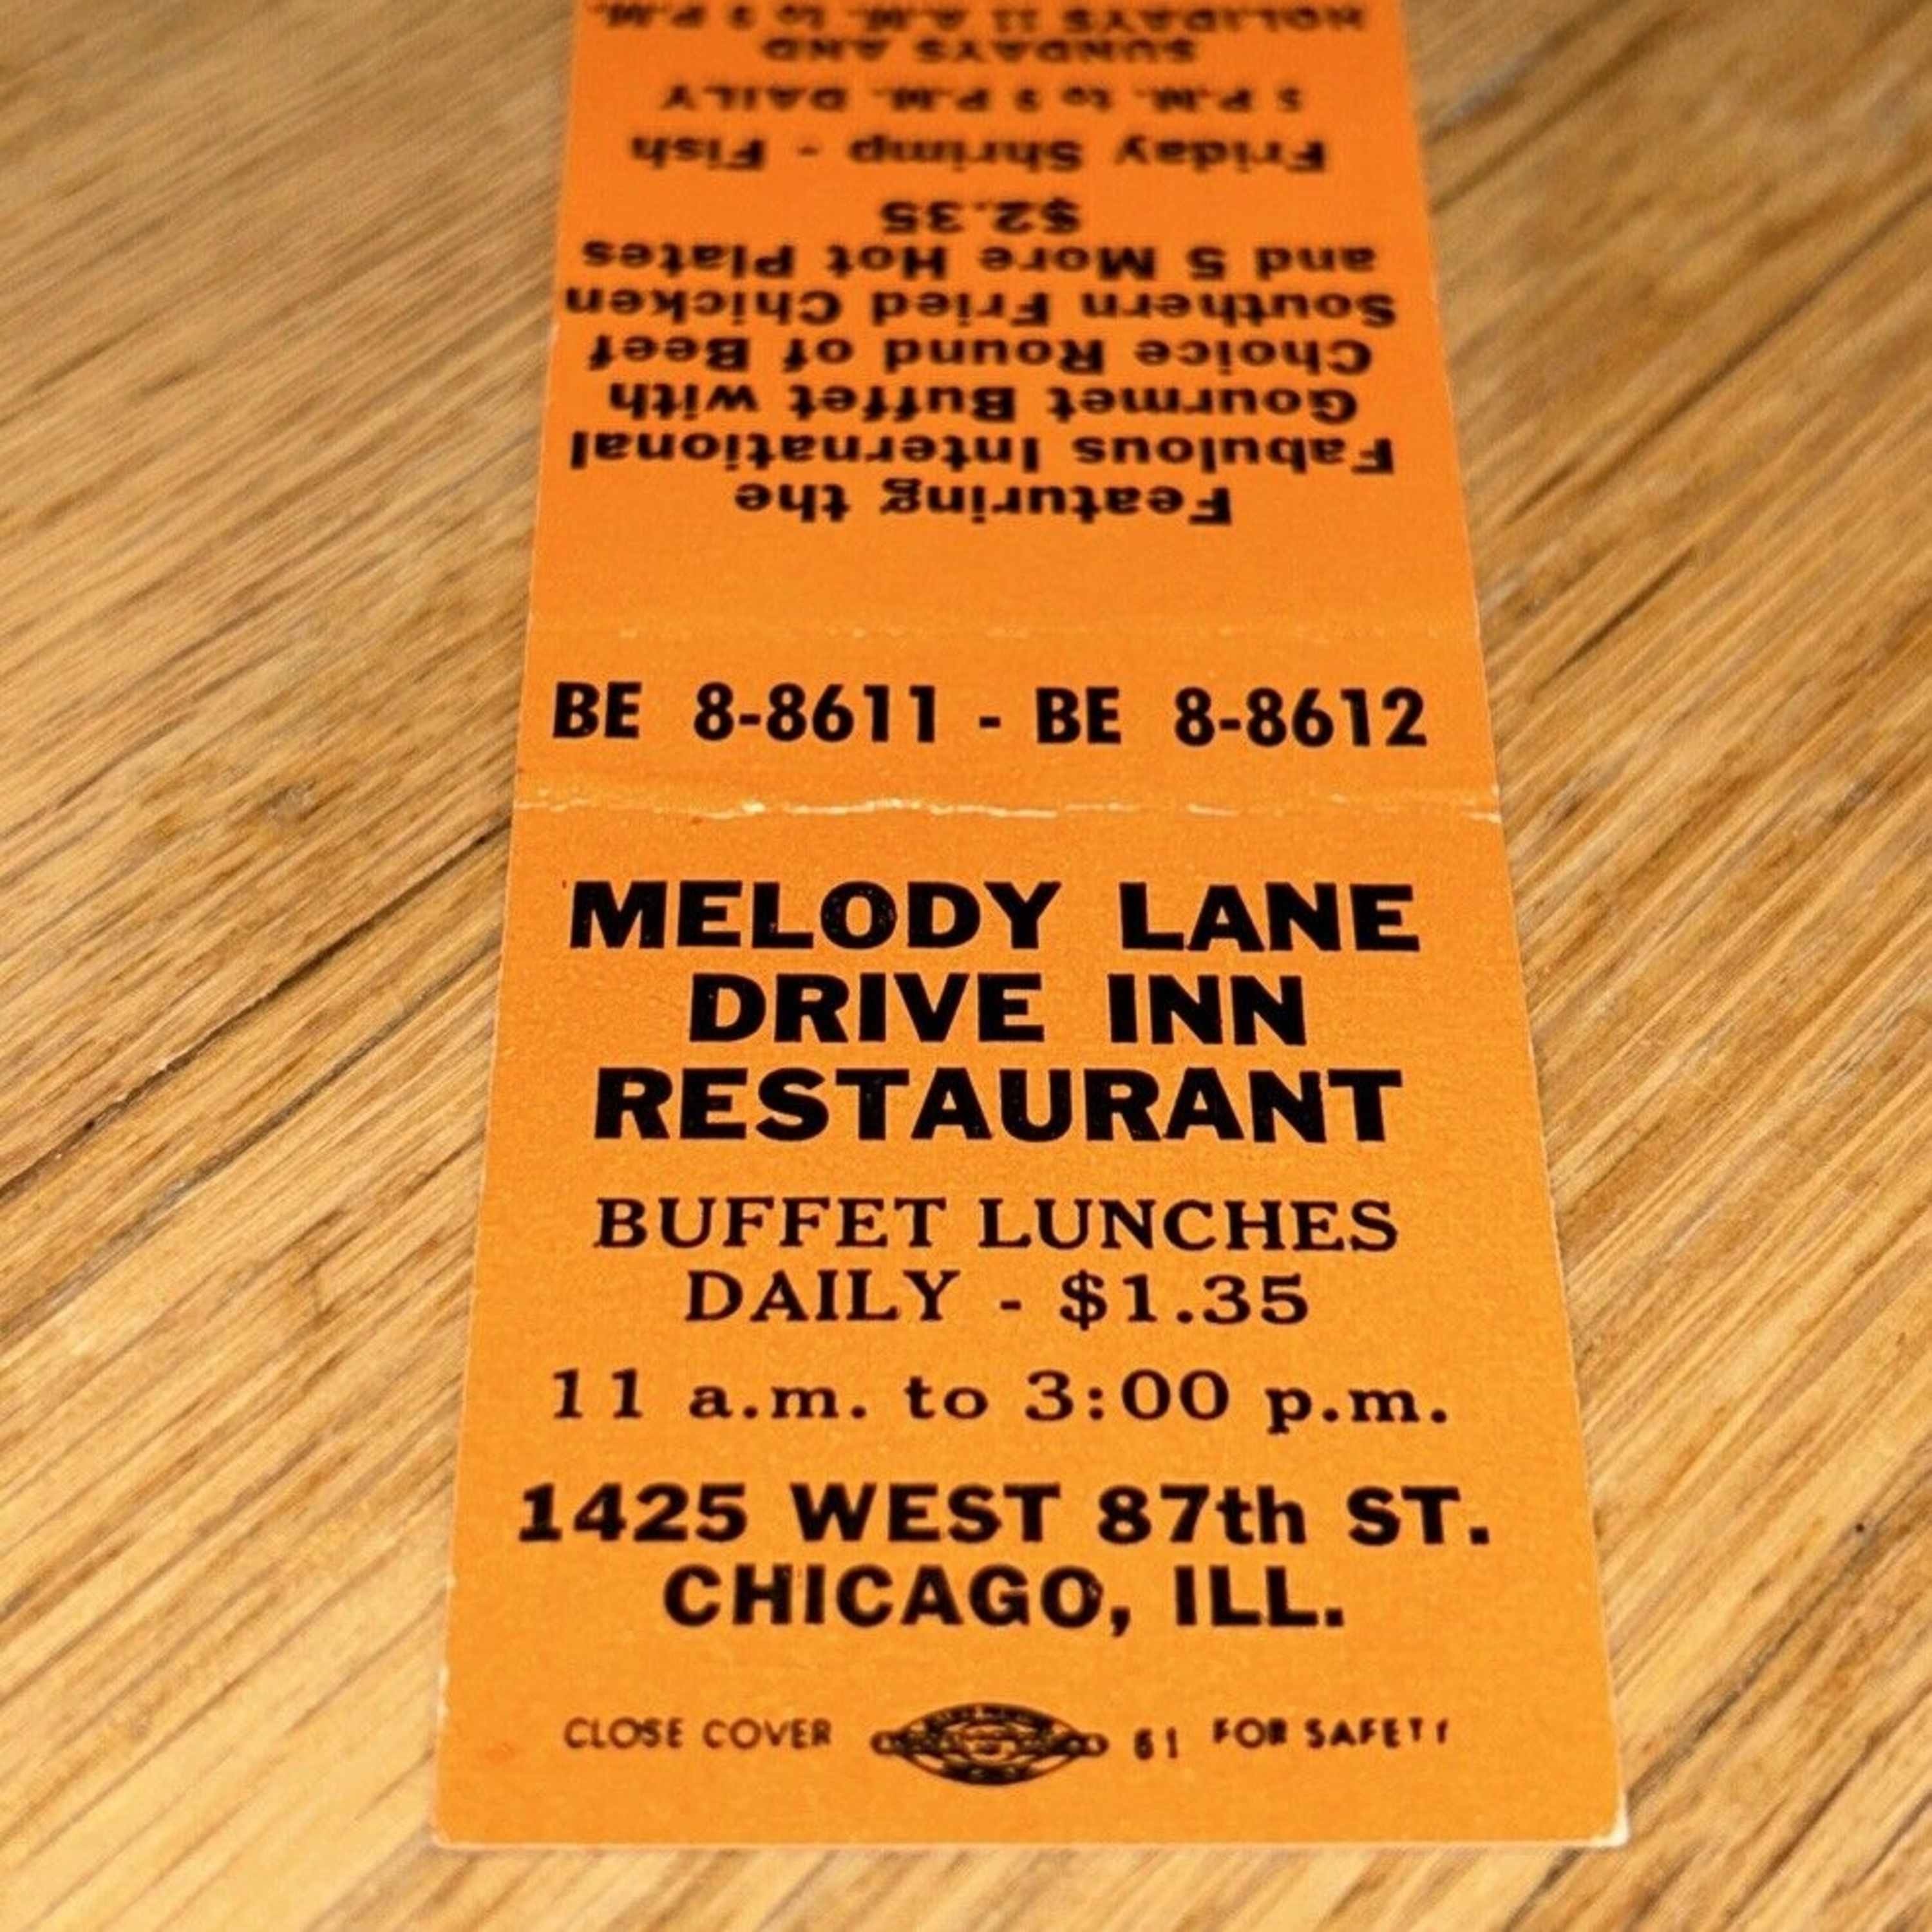 BE 8-8611 - BE 8-8612
MELODY LANE
DRIVE INN
RESTAURANT
BUFFET LUNCHES
DAILY - $1.35
11 a.m. to 3:00 p.m.
1425 WEST 87th ST.
CHICAGO, ILL.
CLOSE COVER 61 FOR SAFETY
Featuring the
Fabulous International
Gourmet Buffet with
Choice Round of Beef
Southern Fried Chicken
and 5 More Hot Plates
$2.35
Friday Shrimp - Fish
5 P.M. to 9 P.M. DAILY
SUNDAYS AND
HOLIDAYS 11 A.M. to 9 P.M.